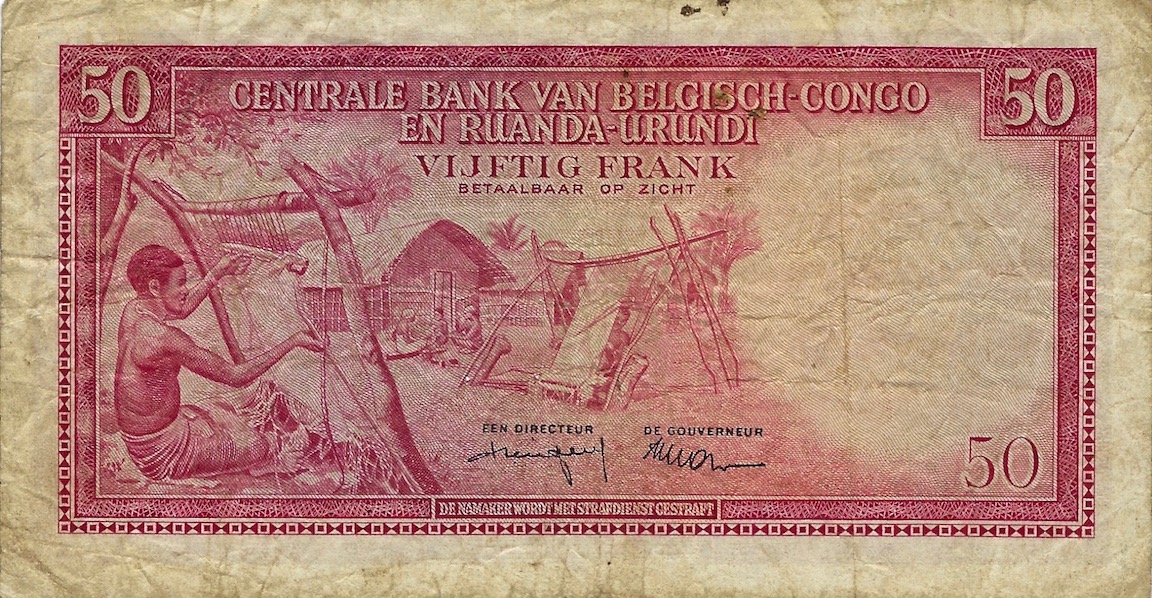 50
50
CENTRALE BANK VAN BELGISCH-CONGO
EN RUANDA-URUNDI
VIJFTIG FRANK
BETAALBAAR OP ZICHT
EEN DIRECTEUR
DE GOUVERNEUR
50
DE NAMAKER WORDT MET STRAFDIENST GESTRAFT